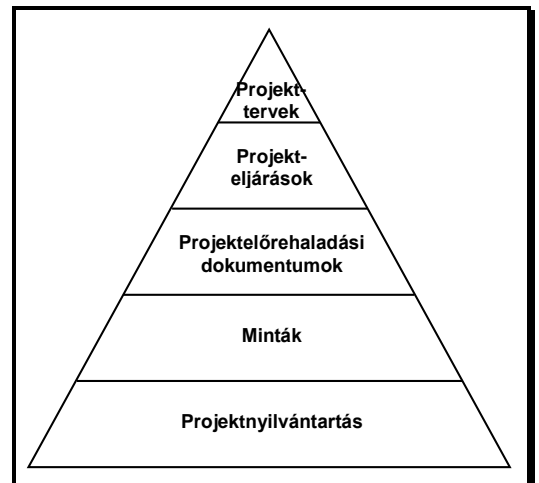 Projekt-
tervek
Projekt-
eljárások
Projektelőrehaladási
dokumentumok
Minták
Projektnyilvántartás